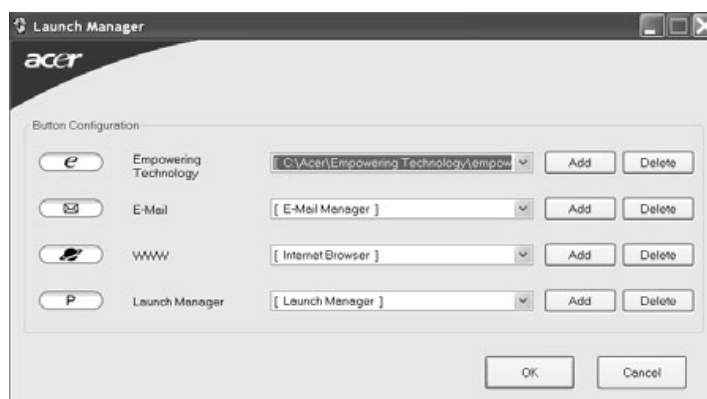 Launch Manager
acer
Button Configuration
e Empowering Technology [ C:\Acer\Empowering Technology\empow Add Delete
E-Mail [ E-Mail Manager ] Add Delete
WWW [ Internet Browser ] Add Delete
P Launch Manager [ Launch Manager ] Add Delete
OK Cancel